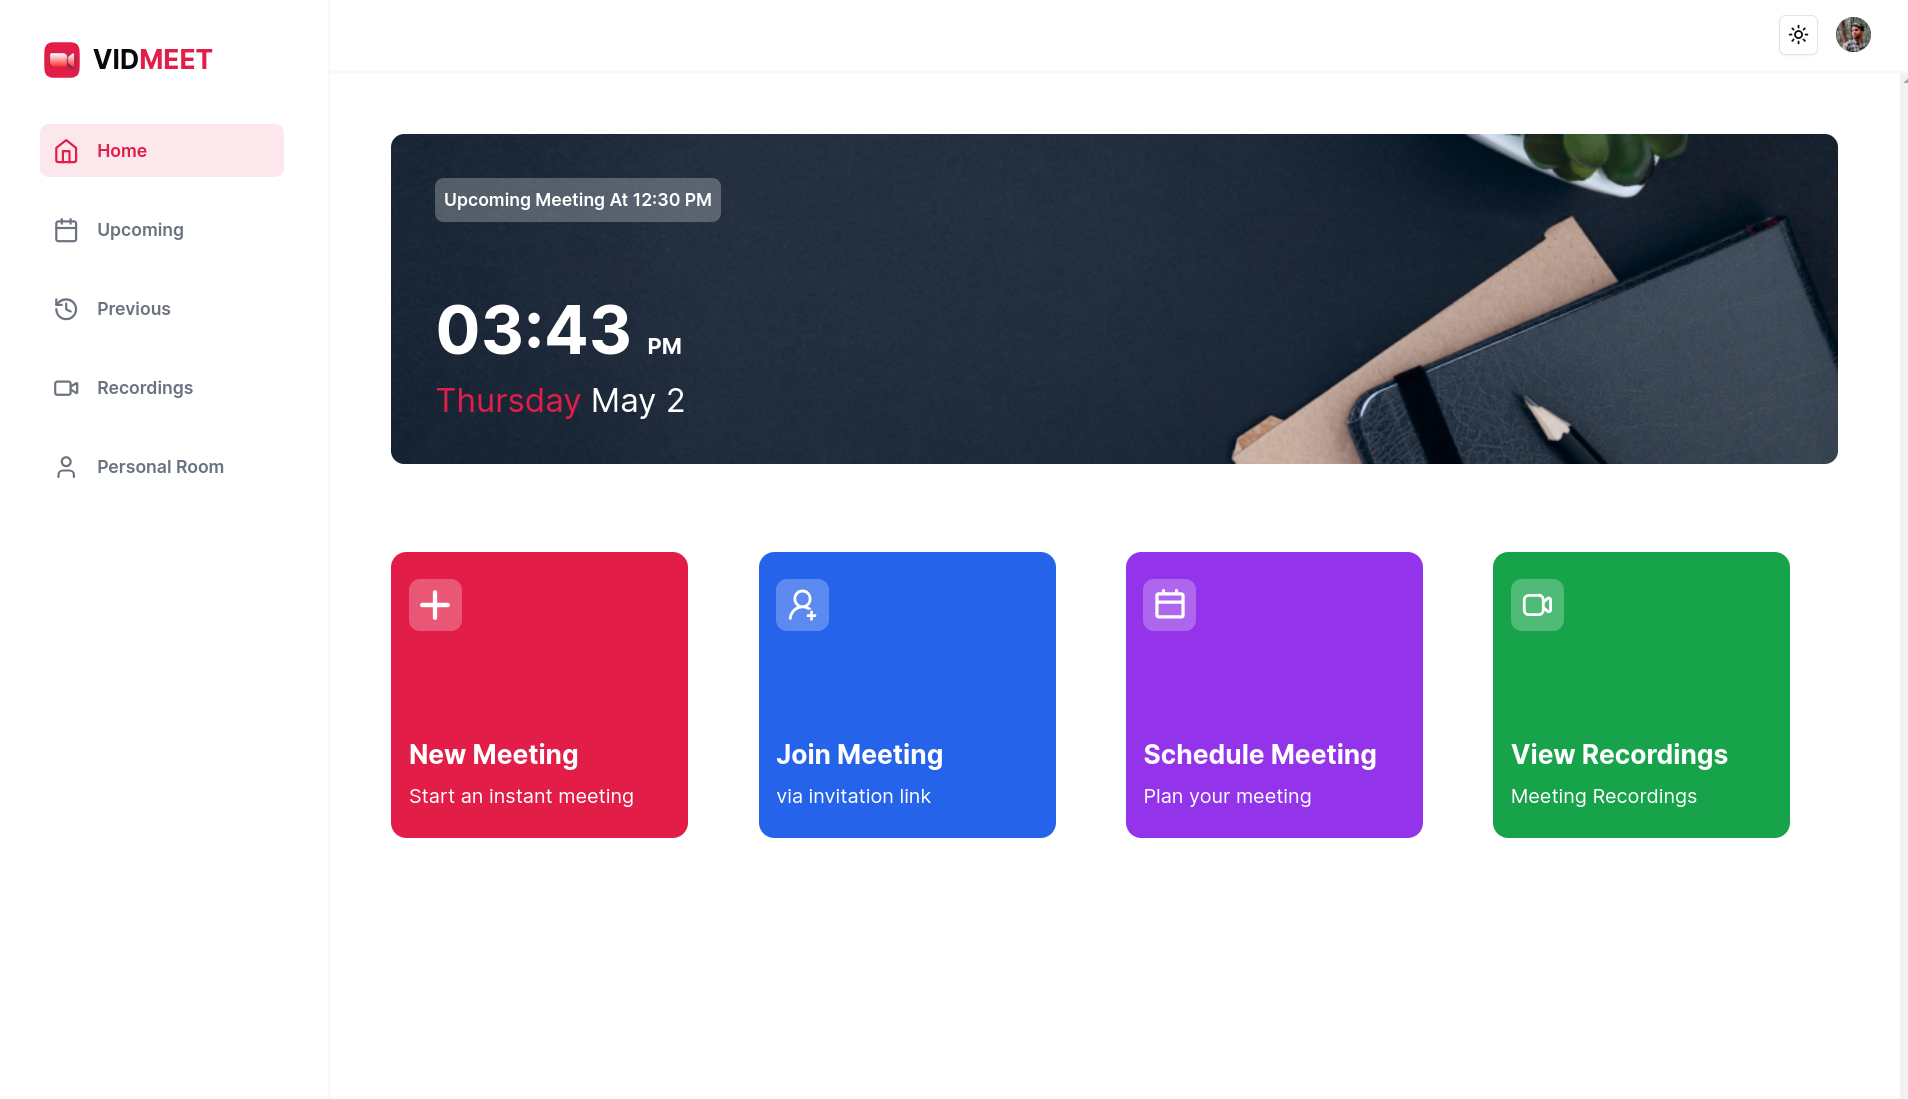 VIDMEET
Home
Upcoming
Previous
Recordings
Personal Room
Upcoming Meeting At 12:30 PM
03:43 PM
Thursday May 2
New Meeting
Start an instant meeting
Join Meeting
via invitation link
Schedule Meeting
Plan your meeting
View Recordings
Meeting Recordings